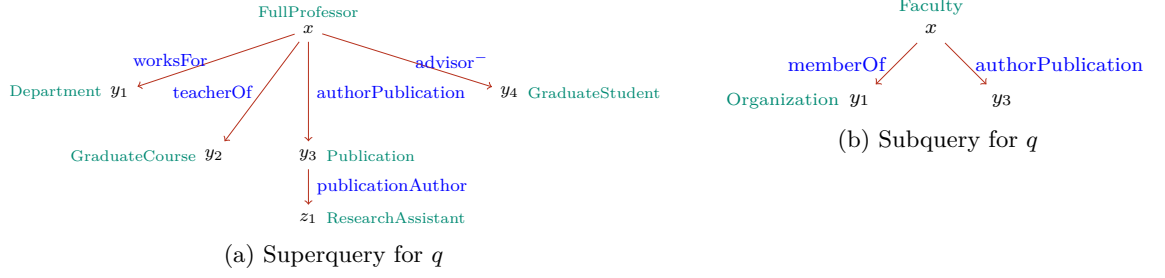 FullProfessor
x
worksFor
advisor⁻
Department y₁
teacherOf
authorPublication
y₄ GraduateStudent
GraduateCourse y₂
y₃ Publication
publicationAuthor
z₁ ResearchAssistant
(a) Superquery for q
Faculty
x
memberOf
authorPublication
Organization y₁
y₃
(b) Subquery for q